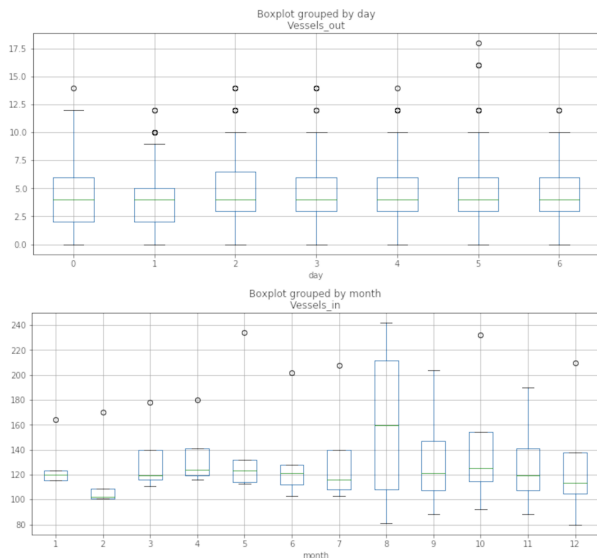 Boxplot grouped by day
Vessels_out
17.5
15.0
12.5
10.0
7.5
5.0
2.5
0.0
0 1 2 3 4 5 6
day
Boxplot grouped by month
Vessels_in
240
220
200
180
160
140
120
100
80
1 2 3 4 5 6 7 8 9 10 11 12
month